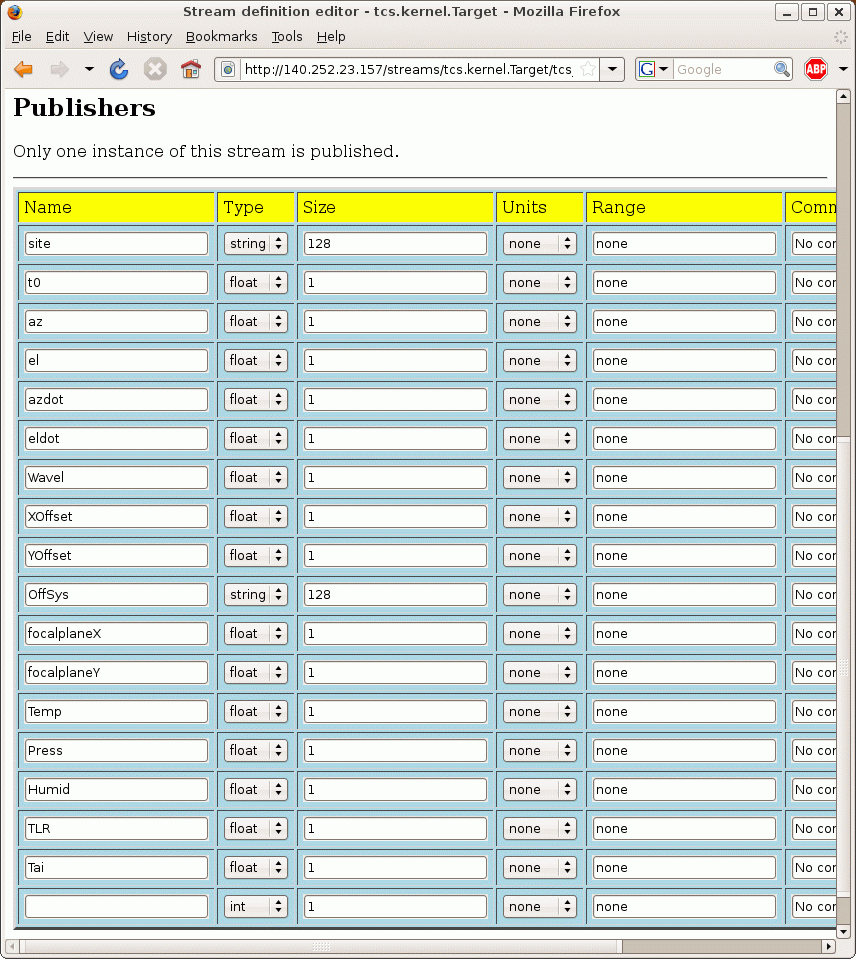 Stream definition editor - tcs.kernel.Target - Mozilla Firefox
File Edit View History Bookmarks Tools Help
http://140.252.23.157/streams/tcs.kernel.Target/tcs_ Google ABP
Publishers
Only one instance of this stream is published.
Name Type Size Units Range Comm
site string 128 none none No cor
t0 float 1 none none No cor
az float 1 none none No cor
el float 1 none none No cor
azdot float 1 none none No cor
eldot float 1 none none No cor
Wavel float 1 none none No cor
XOffset float 1 none none No cor
YOffset float 1 none none No cor
OffSys string 128 none none No cor
focalplaneX float 1 none none No cor
focalplaneY float 1 none none No cor
Temp float 1 none none No cor
Press float 1 none none No cor
Humid float 1 none none No cor
TLR float 1 none none No cor
Tai float 1 none none No cor
int 1 none none No cor